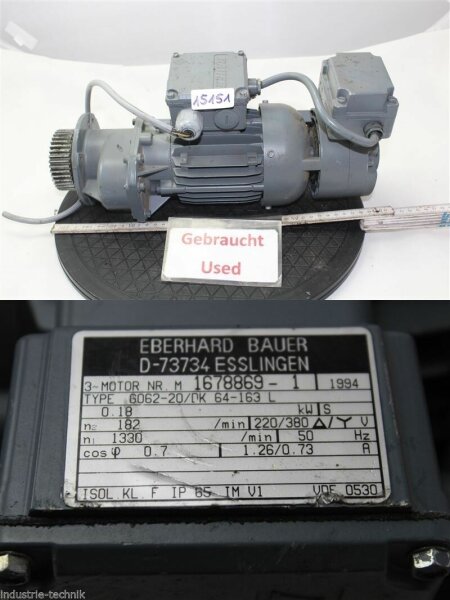 15151
Gebraucht
Used
EBERHARD BAUER
D-73734 ESSLINGEN
3~MOTOR NR. M 1678869-1 1994
TYPE G062-20/DK 64-163 L
0.18 kW S
n₂ 182 /min 220/380 Δ/Y V
n₁ 1330 /min 50 Hz
cos φ 0.7 1.26/0.73 A
ISOL.KL. F IP 65 IM V1 VDE 0530
industrie-technik